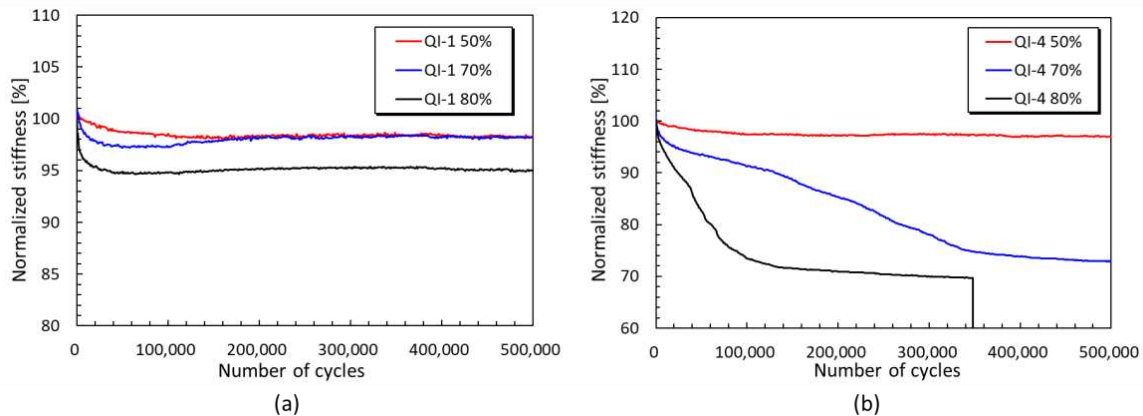 110
105
100
95
90
85
80
Normalized stiffness [%]
QI-1 50%
QI-1 70%
QI-1 80%
0
100,000
200,000
300,000
400,000
500,000
Number of cycles
(a)
120
110
100
90
80
70
60
Normalized stiffness [%]
QI-4 50%
QI-4 70%
QI-4 80%
0
100,000
200,000
300,000
400,000
500,000
Number of cycles
(b)